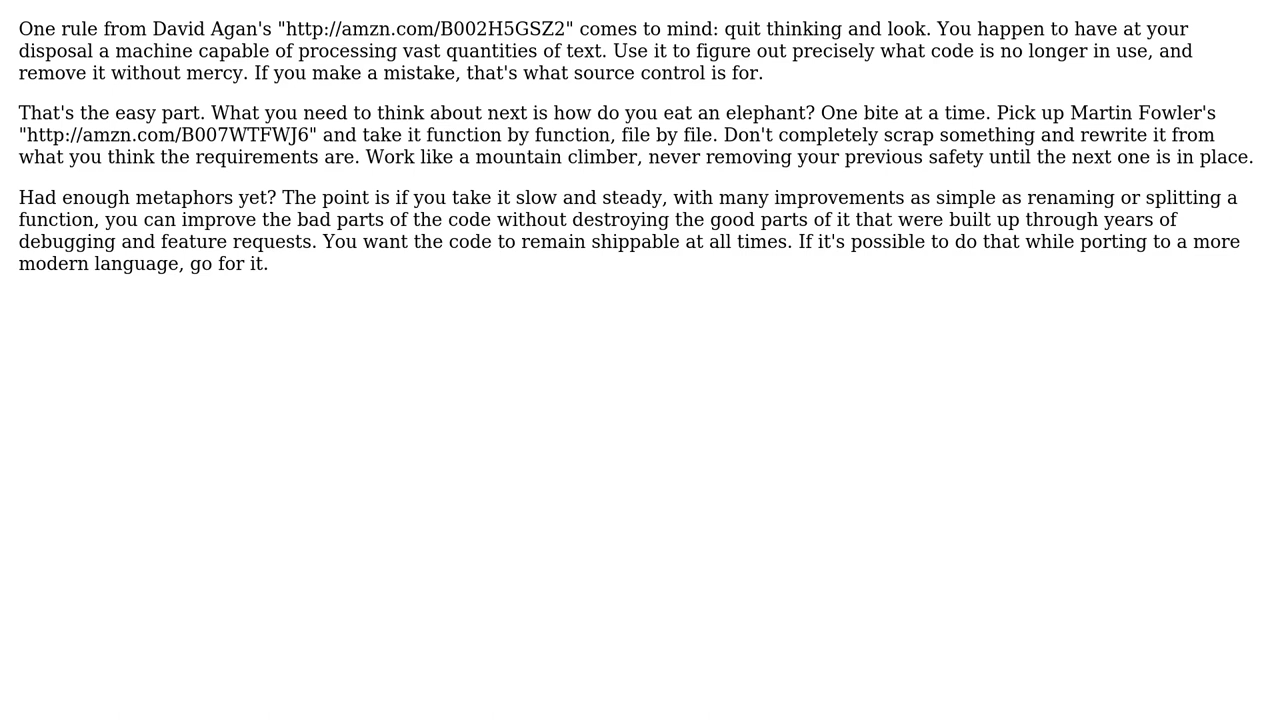 One rule from David Agan's "http://amzn.com/B002H5GSZ2" comes to mind: quit thinking and look. You happen to have at your
disposal a machine capable of processing vast quantities of text. Use it to figure out precisely what code is no longer in use, and
remove it without mercy. If you make a mistake, that's what source control is for.
That's the easy part. What you need to think about next is how do you eat an elephant? One bite at a time. Pick up Martin Fowler's
"http://amzn.com/B007WTFWJ6" and take it function by function, file by file. Don't completely scrap something and rewrite it from
what you think the requirements are. Work like a mountain climber, never removing your previous safety until the next one is in place.
Had enough metaphors yet? The point is if you take it slow and steady, with many improvements as simple as renaming or splitting a
function, you can improve the bad parts of the code without destroying the good parts of it that were built up through years of
debugging and feature requests. You want the code to remain shippable at all times. If it's possible to do that while porting to a more
modern language, go for it.